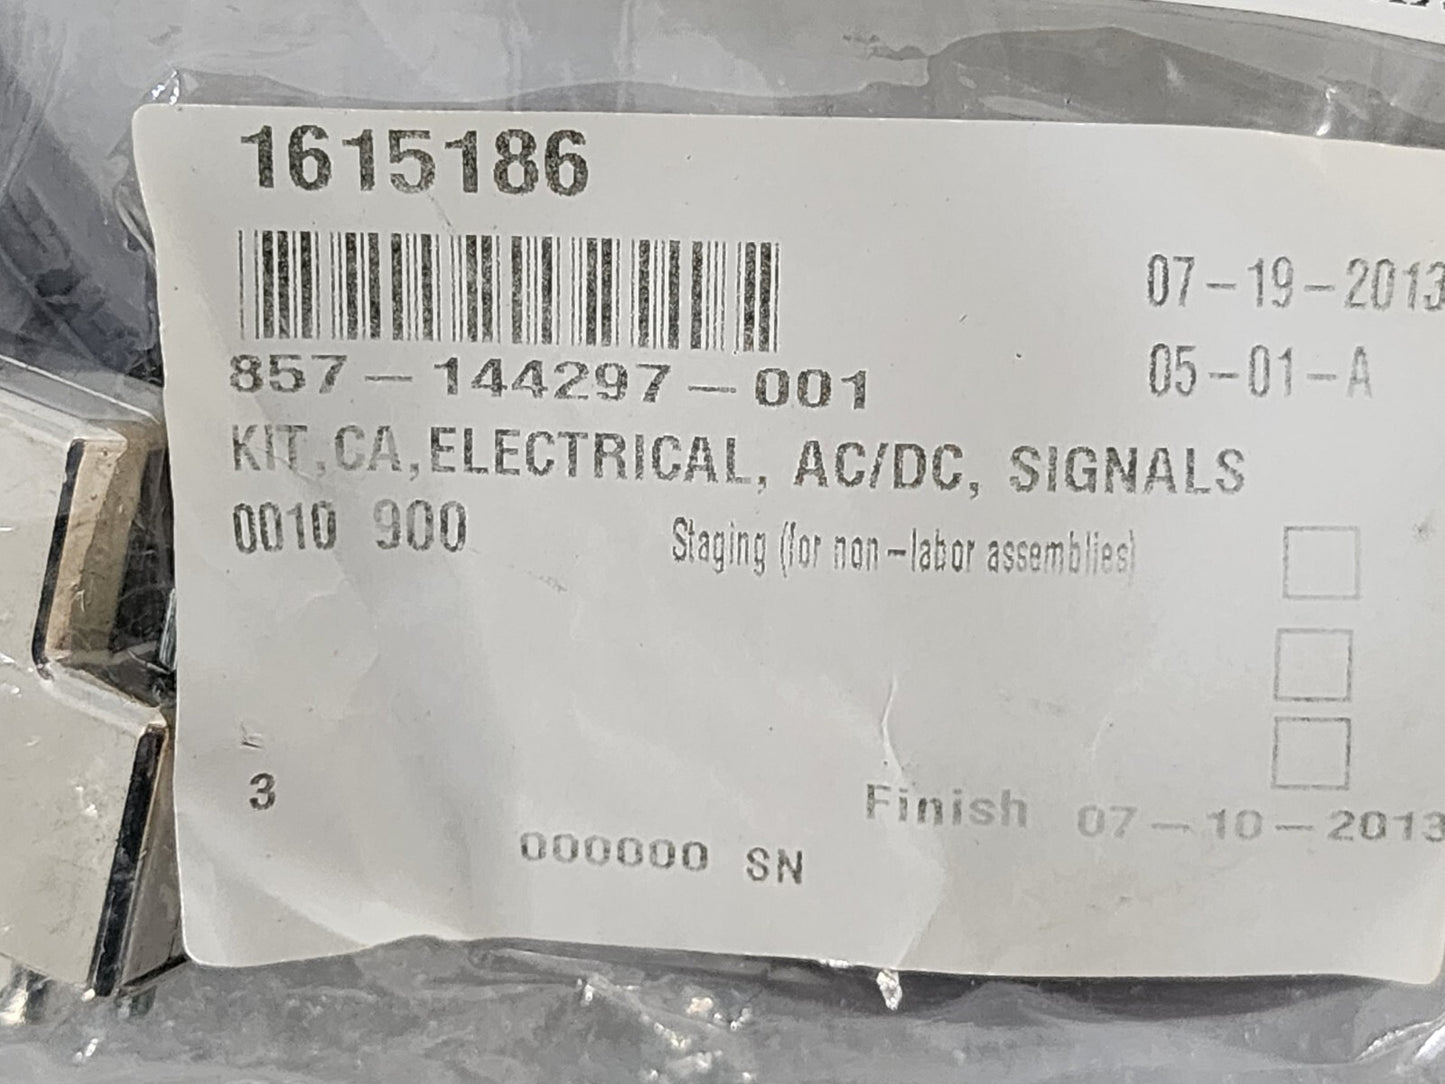 1615186
07-19-2013
857-144297-001
05-01-A
KIT,CA,ELECTRICAL, AC/DC, SIGNALS
0010 900
Staging (for non-labor assemblies)
3
Finish 07-10-2013
000000 SN